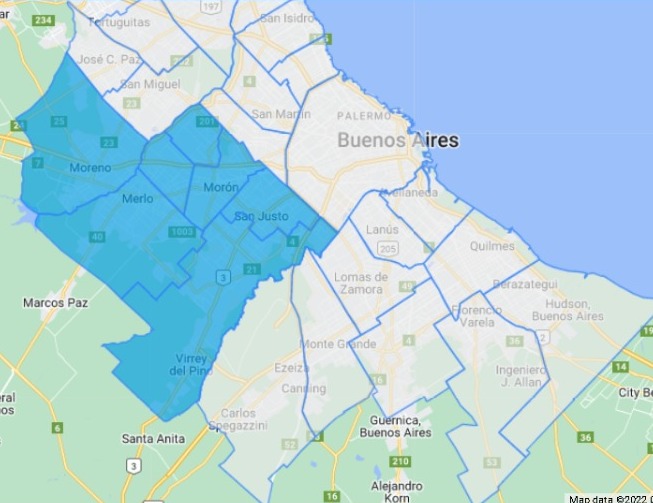 234
Tortuguitas
197
San Isidro
José C. Paz
4
San Miguel
23
San Martín
PALERMO
Buenos Aires
24
25
201
23
7
Moreno
Merlo
Morón
San Justo
Avellaneda
Lanús
205
Quilmes
40
1003
4
21
3
Lomas de
Zamora
49
Berazategui
Marcos Paz
Florencio
Varela
Hudson,
Buenos Aires
2
Monte Grande
4
36
Virrey
del Pino
Ezeiza
Canning
16
Ingeniero
J. Allan
City Be
Carlos
Spegazzini
Guernica,
Buenos Aires
6
Santa Anita
Sp
52
36
3
210
53
16
Alejandro
Korn
Map data ©2022